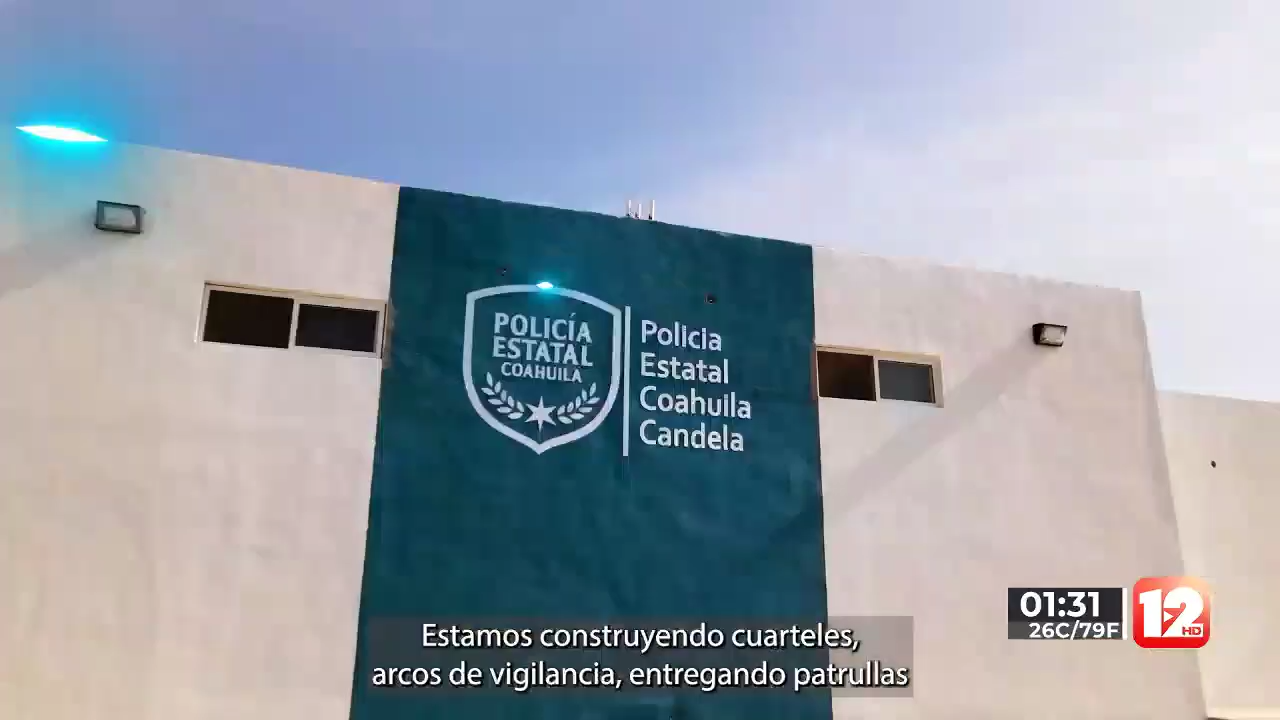 POLICÍA
ESTATAL
COAHUILA
Policia
Estatal
Coahuila
Candela
01:31
26C/79F
12
HD
Estamos construyendo cuarteles,
arcos de vigilancia, entregando patrullas